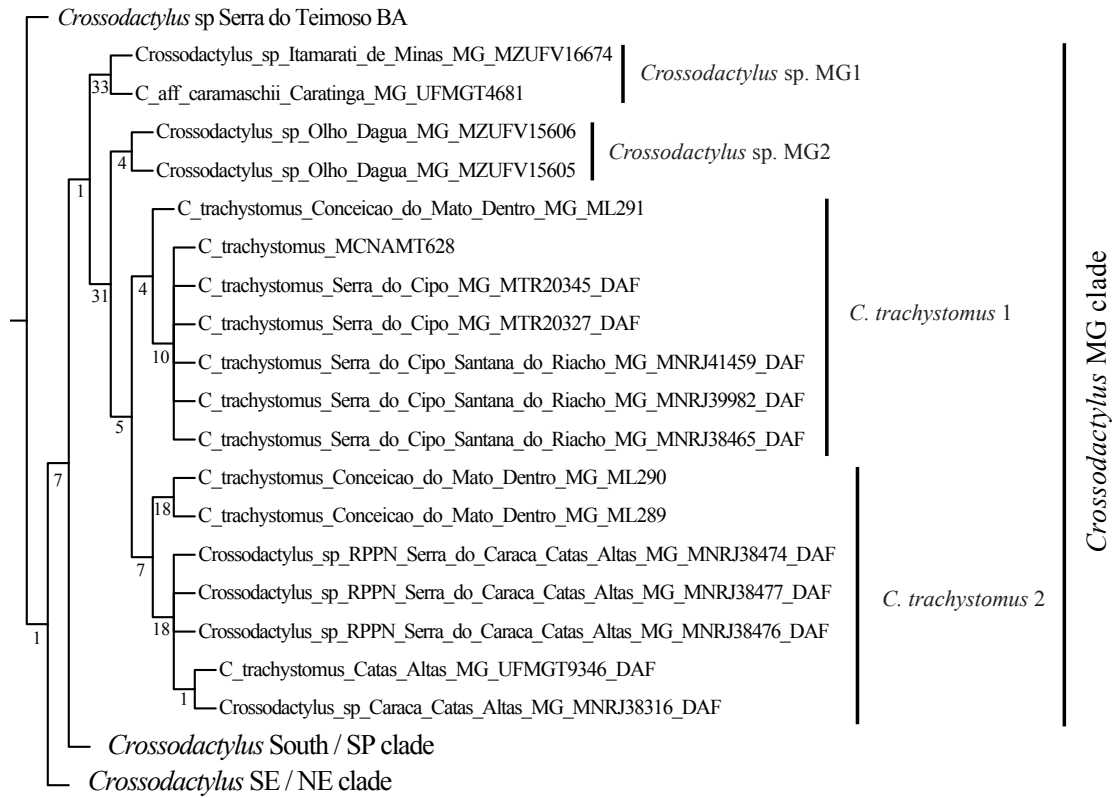 Crossodactylus sp Serra do Teimoso BA
Crossodactylus_sp_Itamarati_de_Minas_MG_MZUFV16674
33
C_aff_caramaschii_Caratinga_MG_UFMGT4681
Crossodactylus sp. MG1
Crossodactylus_sp_Olho_Dagua_MG_MZUFV15606
4
Crossodactylus_sp_Olho_Dagua_MG_MZUFV15605
Crossodactylus sp. MG2
1
C_trachystomus_Conceicao_do_Mato_Dentro_MG_ML291
C_trachystomus_MCNAMT628
31
4
C_trachystomus_Serra_do_Cipo_MG_MTR20345_DAF
C_trachystomus_Serra_do_Cipo_MG_MTR20327_DAF
10
C_trachystomus_Serra_do_Cipo_Santana_do_Riacho_MG_MNRJ41459_DAF
C_trachystomus_Serra_do_Cipo_Santana_do_Riacho_MG_MNRJ39982_DAF
5
C_trachystomus_Serra_do_Cipo_Santana_do_Riacho_MG_MNRJ38465_DAF
C. trachystomus 1
7
C_trachystomus_Conceicao_do_Mato_Dentro_MG_ML290
18
C_trachystomus_Conceicao_do_Mato_Dentro_MG_ML289
7
Crossodactylus_sp_RPPN_Serra_do_Caraca_Catas_Altas_MG_MNRJ38474_DAF
Crossodactylus_sp_RPPN_Serra_do_Caraca_Catas_Altas_MG_MNRJ38477_DAF
18
Crossodactylus_sp_RPPN_Serra_do_Caraca_Catas_Altas_MG_MNRJ38476_DAF
1
C_trachystomus_Catas_Altas_MG_UFMGT9346_DAF
1
Crossodactylus_sp_Caraca_Catas_Altas_MG_MNRJ38316_DAF
C. trachystomus 2
Crossodactylus MG clade
Crossodactylus South / SP clade
Crossodactylus SE / NE clade